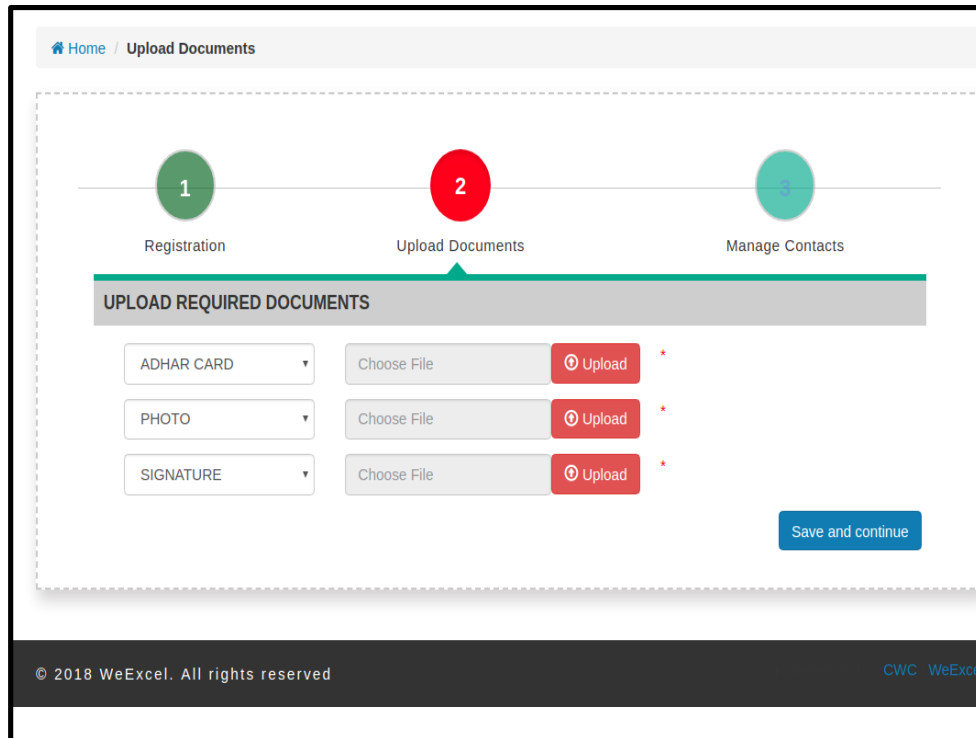 Home / Upload Documents
1 2 3
Registration Upload Documents Manage Contacts
UPLOAD REQUIRED DOCUMENTS
ADHAR CARD Choose File Upload *
PHOTO Choose File Upload *
SIGNATURE Choose File Upload *
Save and continue
© 2018 WeExcel. All rights reserved CWC WeExce